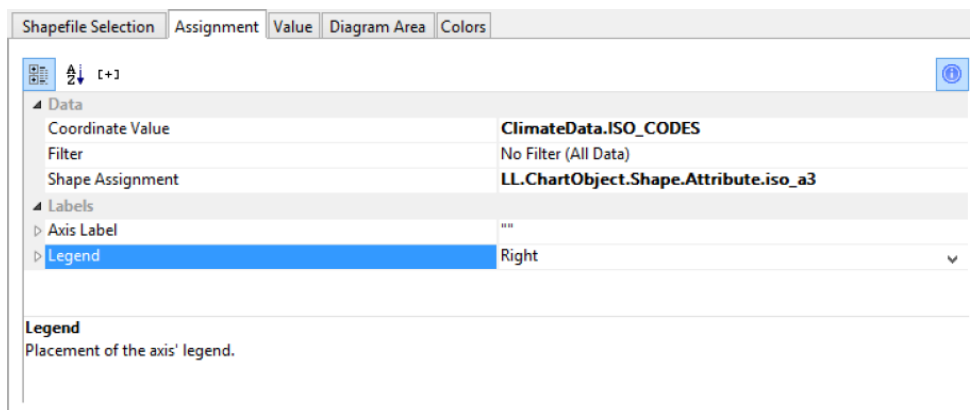 Shapefile Selection Assignment Value Diagram Area Colors
A Z [+]
Data
Coordinate Value ClimateData.ISO_CODES
Filter No Filter (All Data)
Shape Assignment LL.ChartObject.Shape.Attribute.iso_a3
Labels
Axis Label ""
Legend Right
Legend
Placement of the axis' legend.